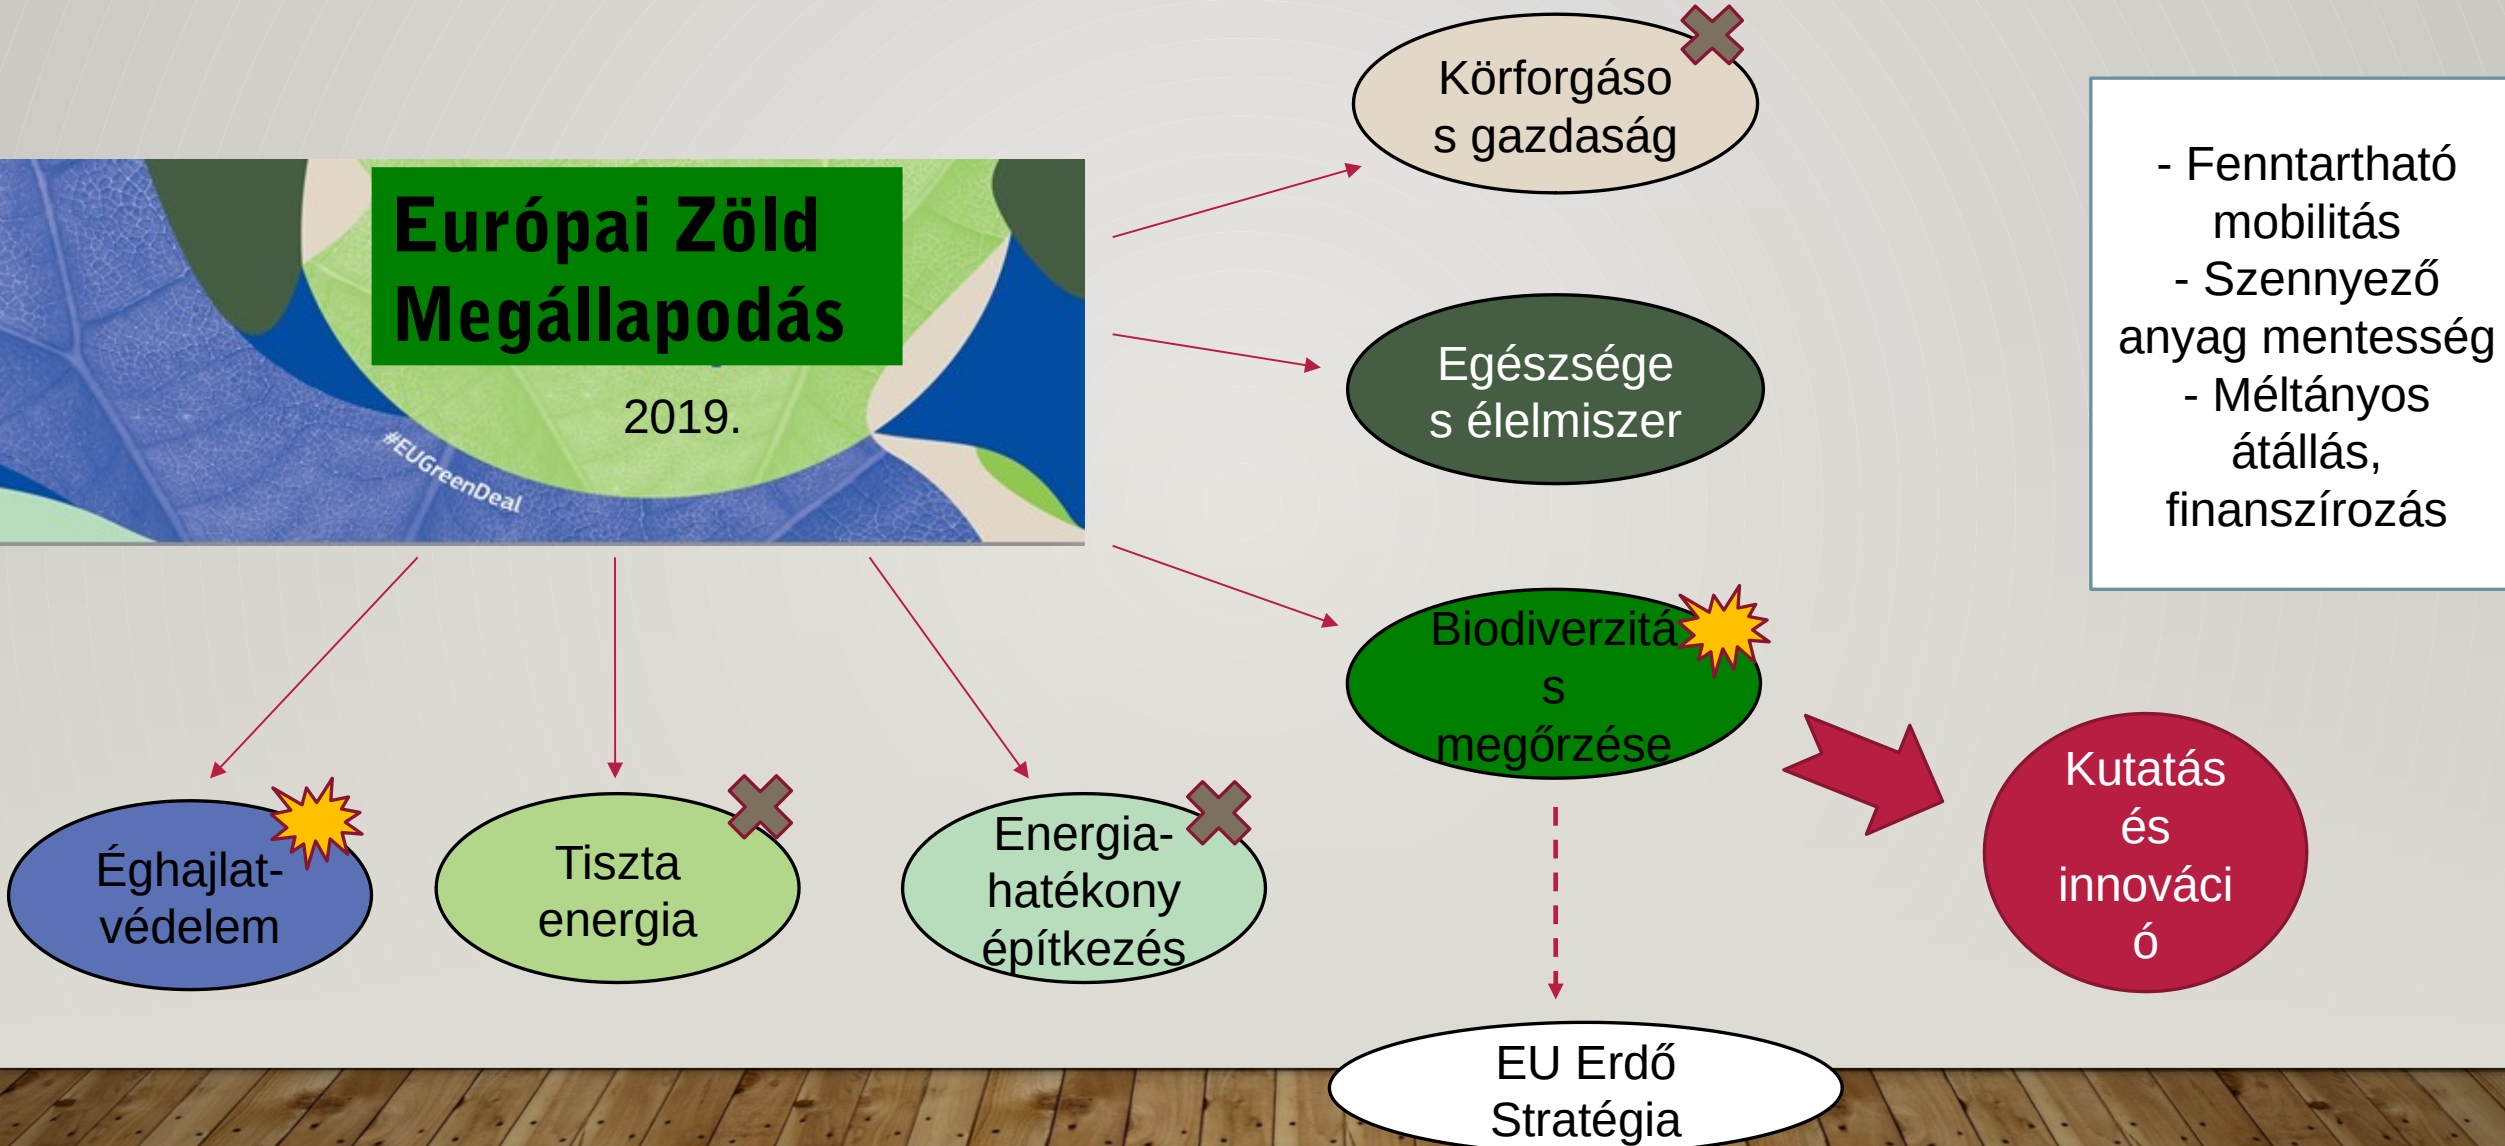 Európai Zöld
Megállapodás
2019.
#EUGreenDeal
Körforgáso
s gazdaság
Egészsége
s élelmiszer
Biodiverzitá
s
megőrzése
- Fenntartható
mobilitás
- Szennyező
anyag mentesség
- Méltányos
átállás,
finanszírozás
Éghajlat-
védelem
Tiszta
energia
Energia-
hatékony
építkezés
Kutatás
és
innováci
ó
EU Erdő
Stratégia